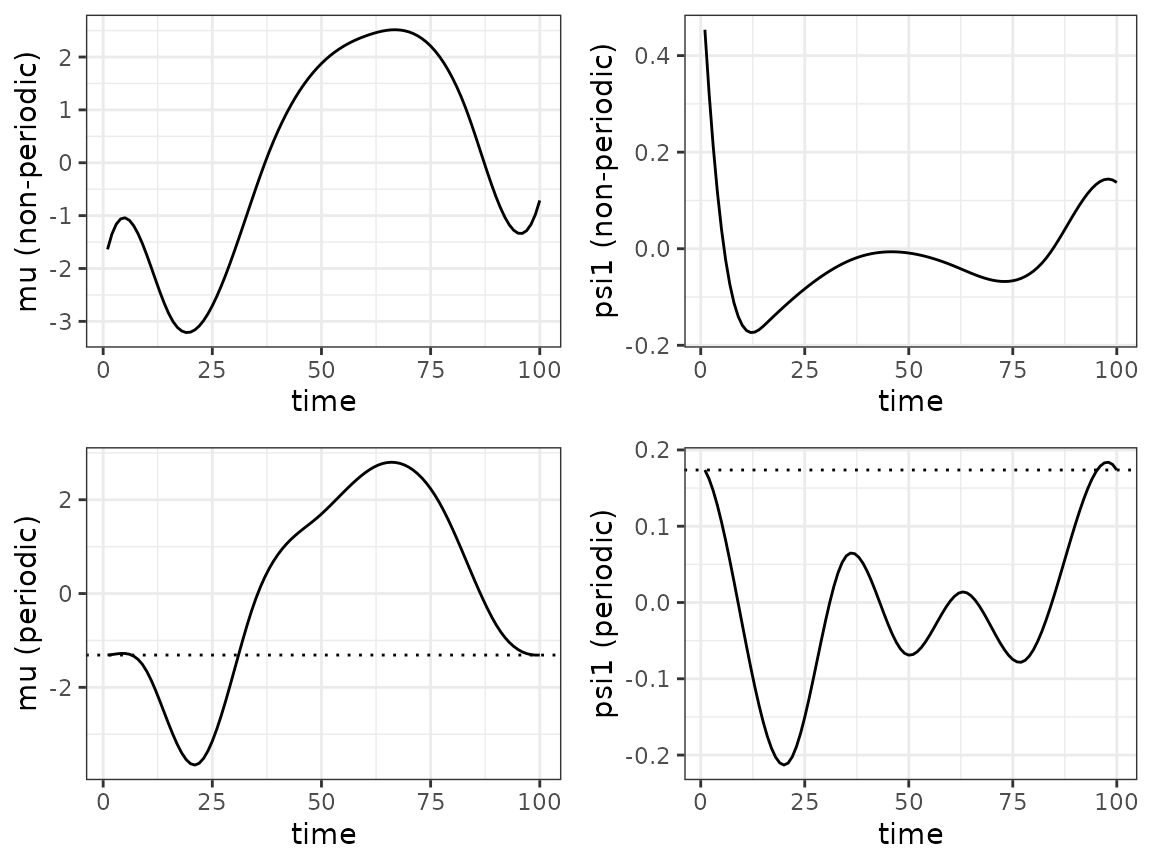 mu (non-periodic)
2
1
0
-1
-2
-3
0 25 50 75 100
time
psi1 (non-periodic)
0.4
0.2
0.0
-0.2
0 25 50 75 100
time
mu (periodic)
2
0
-2
0 25 50 75 100
time
psi1 (periodic)
0.2
0.1
0.0
-0.1
-0.2
0 25 50 75 100
time